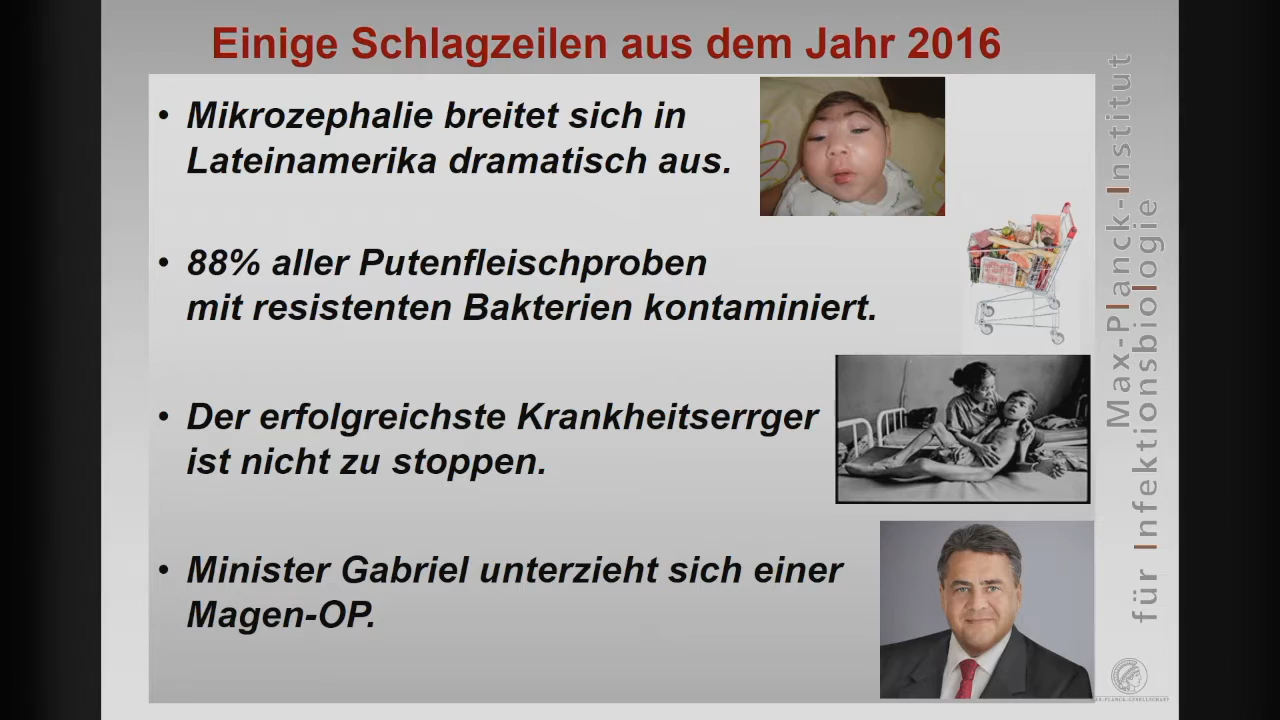 Einige Schlagzeilen aus dem Jahr 2016
• Mikrozephalie breitet sich in
Lateinamerika dramatisch aus.
• 88% aller Putenfleischproben
mit resistenten Bakterien kontaminiert.
• Der erfolgreichste Krankheitserrger
ist nicht zu stoppen.
• Minister Gabriel unterzieht sich einer
Magen-OP.
Max-Planck-Institut
für Infektionsbiologie